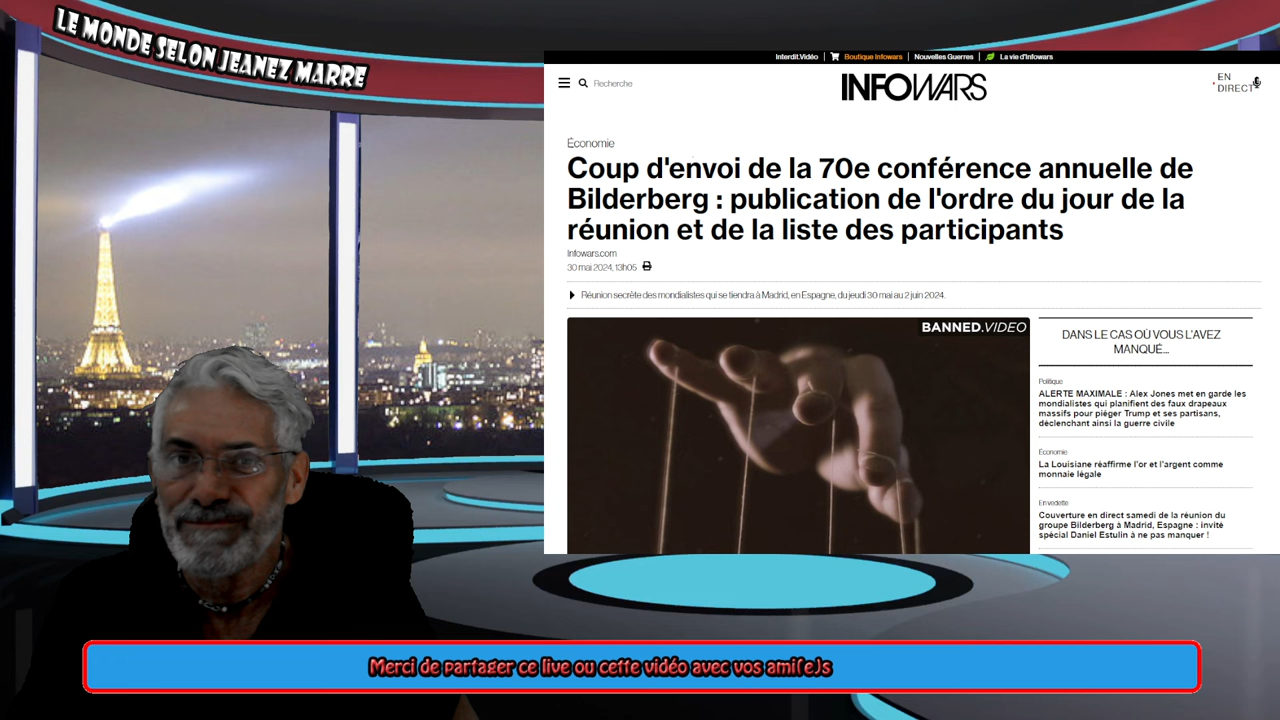 LE MONDE SELON JEANEZ MARRE
Interdit.Vidéo | Boutique Infowars | Nouvelles Guerres | La vie d'Infowars
Recherche
INFOWARS
EN
DIRECT
Économie
Coup d'envoi de la 70e conférence annuelle de
Bilderberg : publication de l'ordre du jour de la
réunion et de la liste des participants
Infowars.com
30 mai 2024, 13h05
Réunion secrète des mondialistes qui se tiendra à Madrid, en Espagne, du jeudi 30 mai au 2 juin 2024.
BANNED.VIDEO
DANS LE CAS OÙ VOUS L'AVEZ
MANQUÉ...
Politique
ALERTE MAXIMALE : Alex Jones met en garde les
mondialistes qui planifient des faux drapeaux
massifs pour piéger Trump et ses partisans,
déclenchant ainsi la guerre civile
Économie
La Louisiane réaffirme l'or et l'argent comme
monnaie légale
En vedette
Couverture en direct samedi de la réunion du
groupe Bilderberg à Madrid, Espagne : invité
spécial Daniel Estulin à ne pas manquer !
Merci de partager ce live ou cette vidéo avec vos ami(e)s